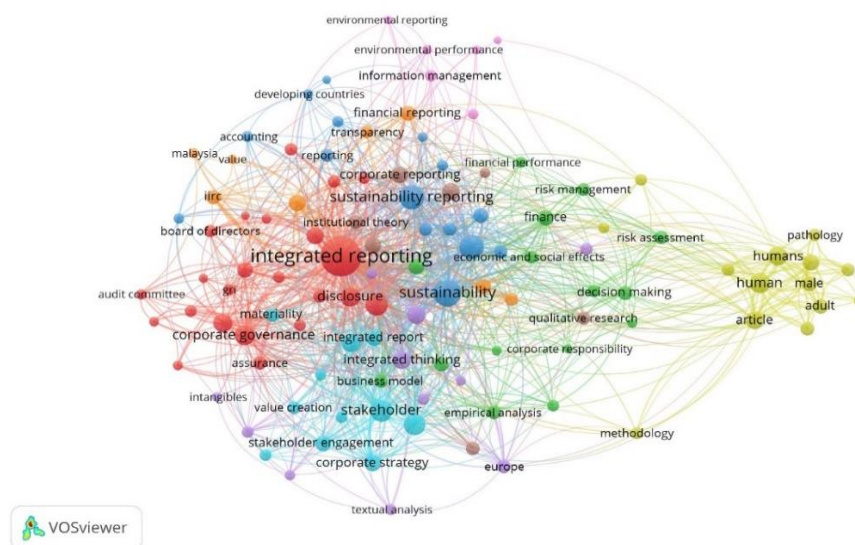 environmental reporting
environmental performance
information management
developing countries
financial reporting
accounting
transparency
malaysia
value
reporting
financial performance
corporate reporting
iirc
sustainability reporting
risk management
institutional theory
finance
board of directors
risk assessment
pathology
integrated reporting
economic and social effects
humans
audit committee
gri
disclosure
sustainability
decision making
human
male
materiality
qualitative research
article
adult
corporate governance
integrated report
integrated thinking
corporate responsibility
assurance
business model
intangibles
value creation
stakeholder
empirical analysis
stakeholder engagement
methodology
corporate strategy
europe
textual analysis
VOSviewer